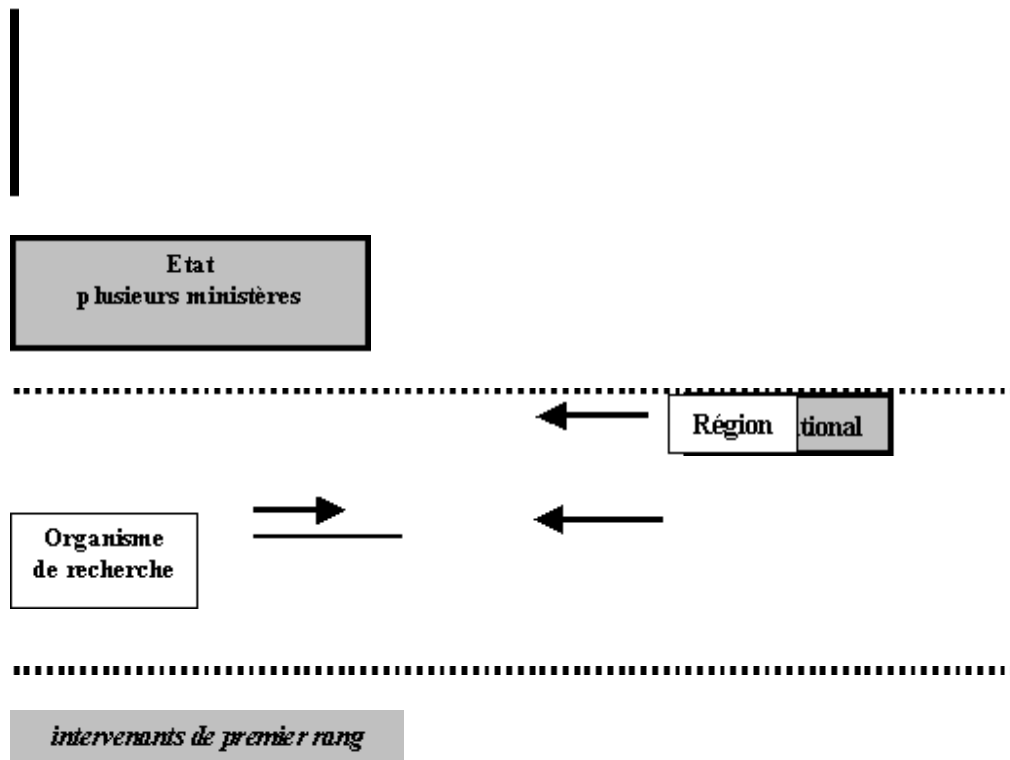 Etat
plusieurs ministères
Région
tional
Organisme
de recherche
intervenants de premier rang